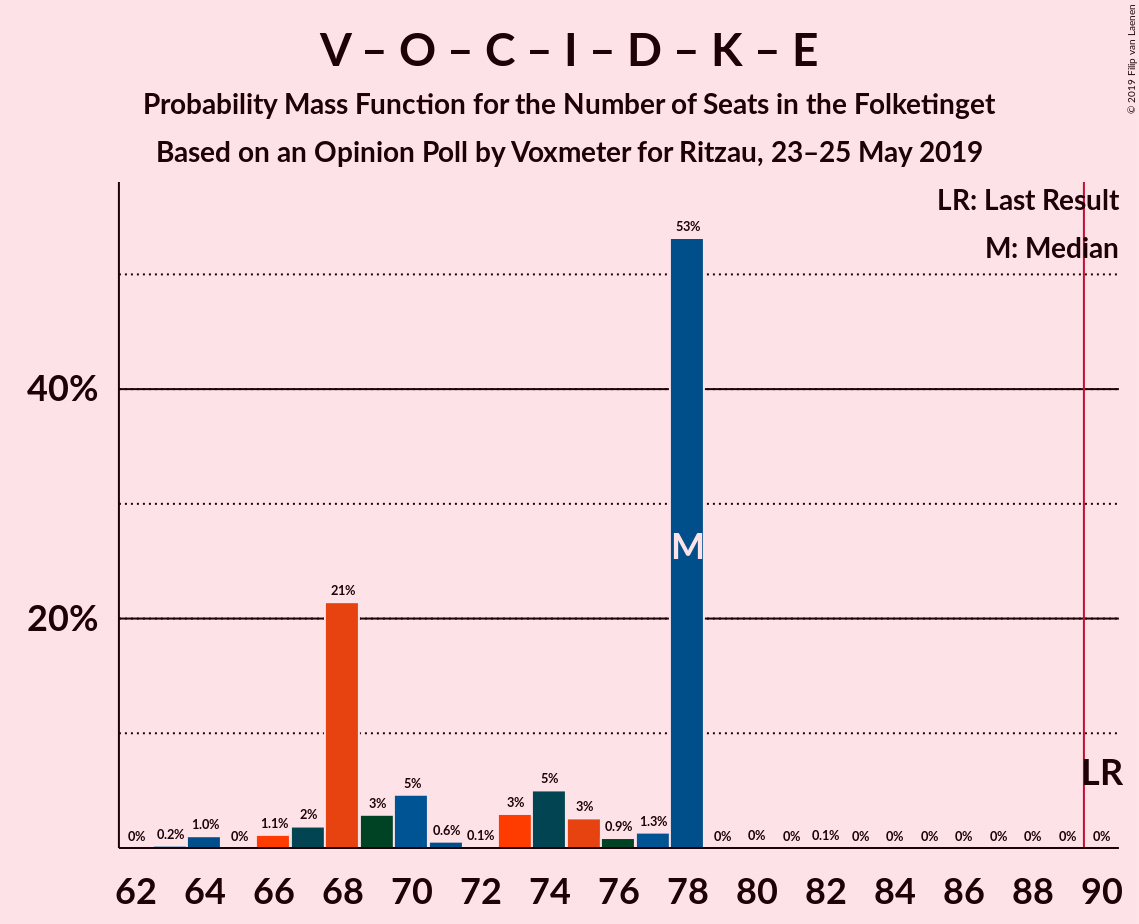 V – O – C – I – D – K – E
Probability Mass Function for the Number of Seats in the Folketinget
Based on an Opinion Poll by Voxmeter for Ritzau, 23–25 May 2019
© 2019 Filip van Laenen
LR: Last Result
M: Median
53%
40%
M
21%
20%
LR
0% 0.2% 1.0% 0% 1.1% 2% 3% 5% 0.6% 0.1% 3% 5% 3% 0.9% 1.3% 0% 0% 0% 0.1% 0% 0% 0% 0% 0% 0% 0% 0%
62 64 66 68 70 72 74 76 78 80 82 84 86 88 90